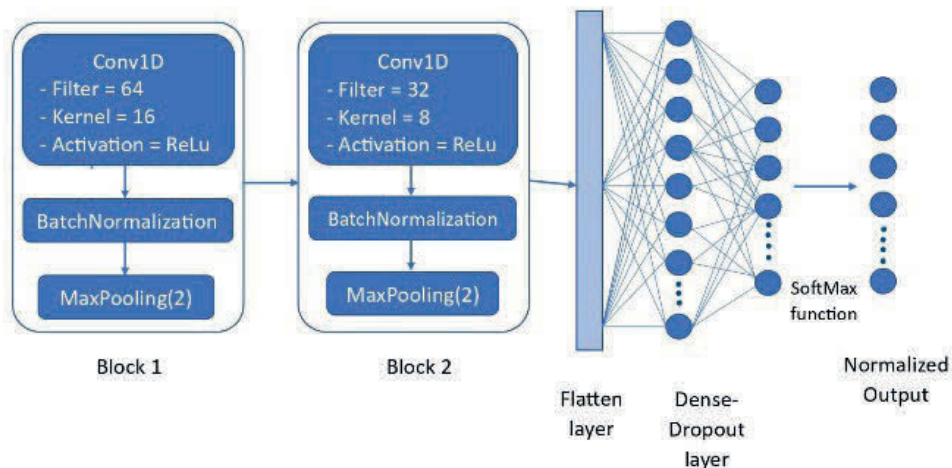 Conv1D
- Filter = 64
- Kernel = 16
- Activation = ReLu
BatchNormalization
MaxPooling(2)
Block 1
Conv1D
- Filter = 32
- Kernel = 8
- Activation = ReLu
BatchNormalization
MaxPooling(2)
Block 2
Flatten
layer
Dense-
Dropout
layer
SoftMax
function
Normalized
Output